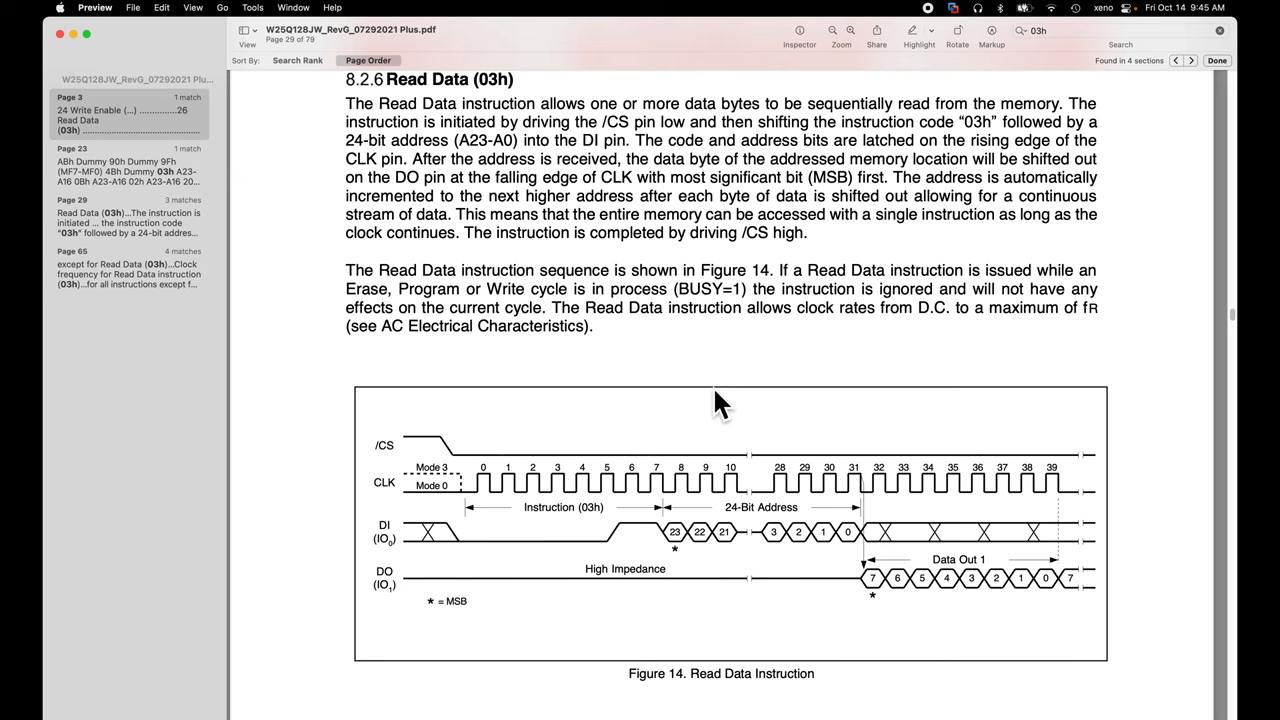 Preview File Edit View Go Tools Window Help xeno Fri Oct 14 9:45 AM
W25Q128JW_RevG_07292021 Plus.pdf
Page 29 of 79
03h
View Inspector Zoom Share Highlight Rotate Markup Search
Sort By: Search Rank Page Order Found in 4 sections Done
W25Q128JW_RevG_07292021 Plu...
Page 3 1 match
24 Write Enable (...) ................26
Read Data
(03h) ...............................................
Page 23 1 match
ABh Dummy 90h Dummy 9Fh
(MF7-MF0) 4Bh Dummy 03h A23-
A16 0Bh A23-A16 02h A23-A16 20...
Page 29 3 matches
Read Data (03h)...The instruction is
initiated ... the instruction code
“03h” followed by a 24-bit addres...
Page 65 4 matches
except for Read Data (03h)...Clock
frequency for Read Data instruction
(03h)...for all instructions except f...
8.2.6 Read Data (03h)
The Read Data instruction allows one or more data bytes to be sequentially read from the memory. The
instruction is initiated by driving the /CS pin low and then shifting the instruction code “03h” followed by a
24-bit address (A23-A0) into the DI pin. The code and address bits are latched on the rising edge of the
CLK pin. After the address is received, the data byte of the addressed memory location will be shifted out
on the DO pin at the falling edge of CLK with most significant bit (MSB) first. The address is automatically
incremented to the next higher address after each byte of data is shifted out allowing for a continuous
stream of data. This means that the entire memory can be accessed with a single instruction as long as the
clock continues. The instruction is completed by driving /CS high.
The Read Data instruction sequence is shown in Figure 14. If a Read Data instruction is issued while an
Erase, Program or Write cycle is in process (BUSY=1) the instruction is ignored and will not have any
effects on the current cycle. The Read Data instruction allows clock rates from D.C. to a maximum of fR
(see AC Electrical Characteristics).
/CS
Mode 3 0 1 2 3 4 5 6 7 8 9 10 28 29 30 31 32 33 34 35 36 37 38 39
CLK Mode 0
Instruction (03h) 24-Bit Address
DI
(IO0) 23 22 21 3 2 1 0
*
Data Out 1
High Impedance
DO
(IO1) 7 6 5 4 3 2 1 0 7
*
* = MSB
Figure 14. Read Data Instruction